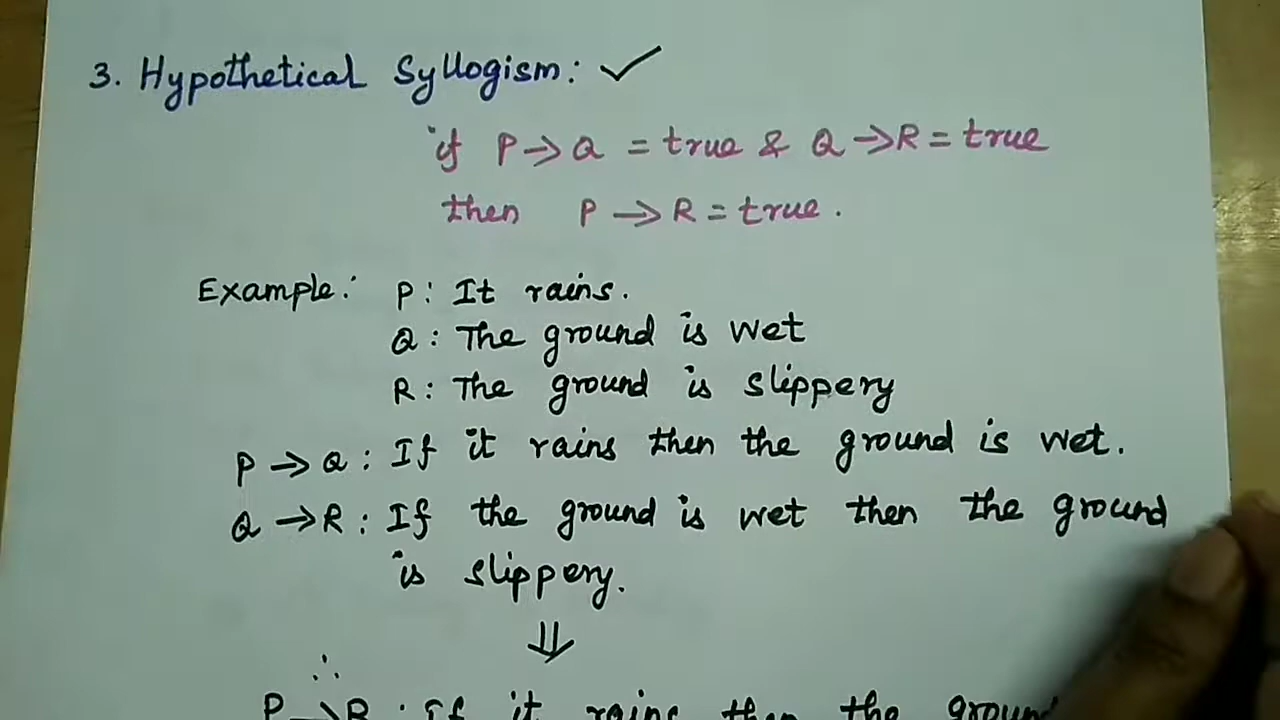 3. Hypothetical Syllogism: ✓
if P → Q = true & Q → R = true
then P → R = true.
Example: P: It rains.
Q: The ground is wet
R: The ground is slippery
P → Q: If it rains then the ground is wet.
Q → R: If the ground is wet then the ground
is slippery.
⇓
∴
P → R: If it rains then the ground